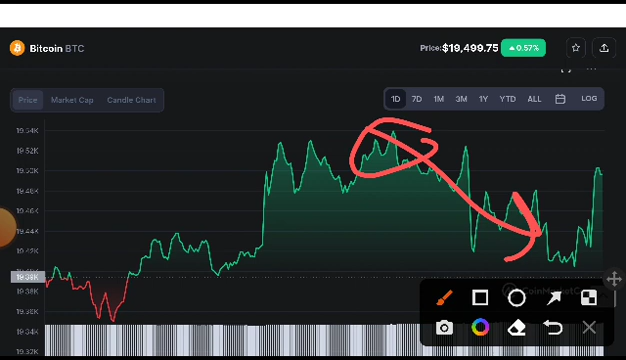 Bitcoin BTC
Price: $19,499.75 ▲0.57%
Price Market Cap Candle Chart
1D 7D 1M 3M 1Y YTD ALL LOG
19.54K
19.52K
19.50K
19.48K
19.46K
19.44K
19.42K
19.38K
19.36K
19.34K
19.32K